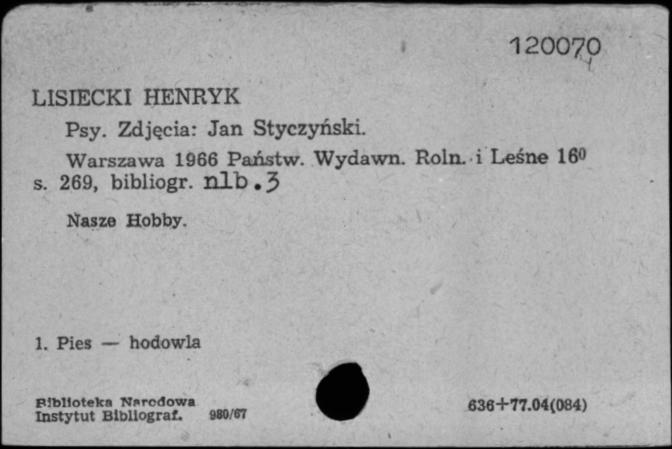 120070
LISIECKI HENRYK
Psy. Zdjęcia: Jan Styczyński.
Warszawa 1966 Państw. Wydawn. Roln. i Leśne 16⁰
s. 269, bibliogr. nlb. 3
Nasze Hobby.
1. Pies — hodowla
Biblioteka Narodowa
Instytut Bibliograf. 980/67
636+77.04(084)